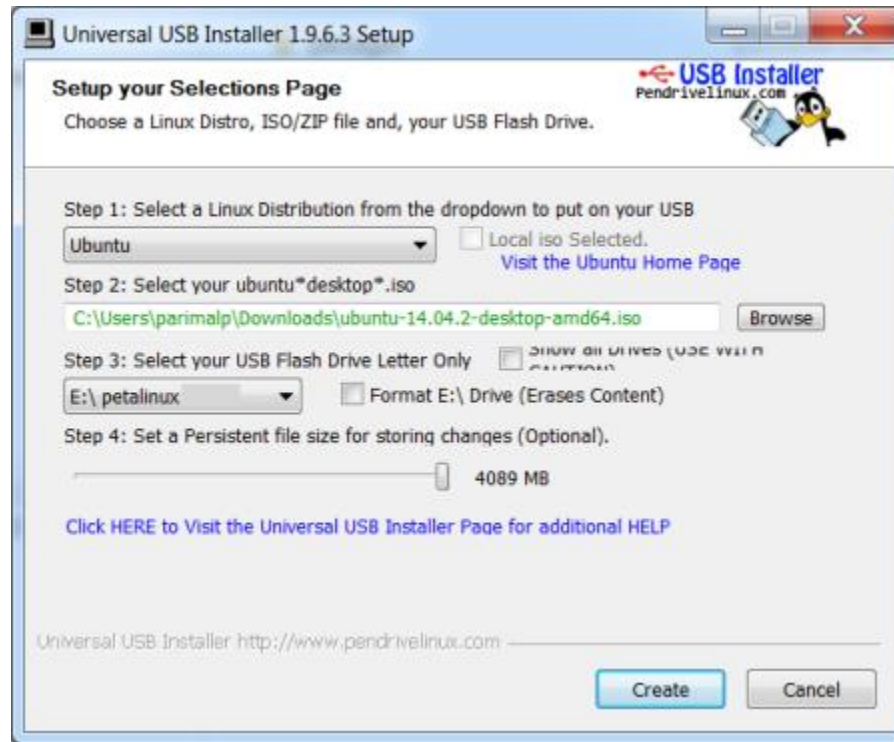 Universal USB Installer 1.9.6.3 Setup
Setup your Selections Page
Choose a Linux Distro, ISO/ZIP file and, your USB Flash Drive.
USB Installer
Pendrivelinux.com
Step 1: Select a Linux Distribution from the dropdown to put on your USB
Ubuntu
Local iso Selected.
Visit the Ubuntu Home Page
Step 2: Select your ubuntu*desktop*.iso
C:\Users\parimalp\Downloads\ubuntu-14.04.2-desktop-amd64.iso
Browse
Step 3: Select your USB Flash Drive Letter Only
Show all Drives (USE WITH
CAUTION)
E:\ petalinux
Format E:\ Drive (Erases Content)
Step 4: Set a Persistent file size for storing changes (Optional).
4089 MB
Click HERE to Visit the Universal USB Installer Page for additional HELP
Universal USB Installer http://www.pendrivelinux.com
Create
Cancel